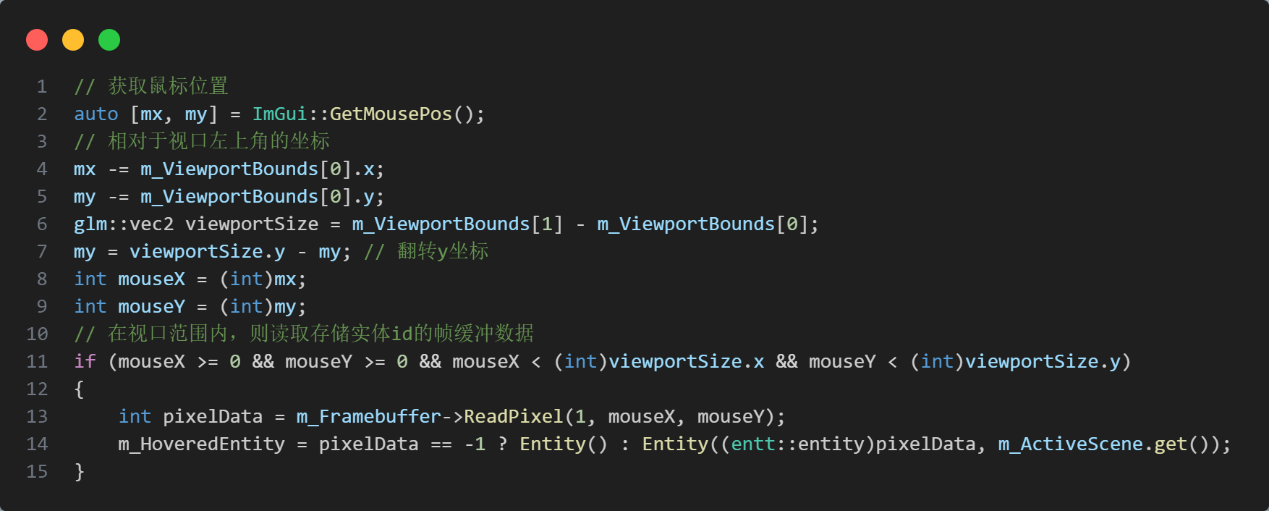 1 // 获取鼠标位置
2 auto [mx, my] = ImGui::GetMousePos();
3 // 相对于视口左上角的坐标
4 mx -= m_ViewportBounds[0].x;
5 my -= m_ViewportBounds[0].y;
6 glm::vec2 viewportSize = m_ViewportBounds[1] - m_ViewportBounds[0];
7 my = viewportSize.y - my; // 翻转y坐标
8 int mouseX = (int)mx;
9 int mouseY = (int)my;
10 // 在视口范围内，则读取存储实体id的帧缓冲数据
11 if (mouseX >= 0 && mouseY >= 0 && mouseX < (int)viewportSize.x && mouseY < (int)viewportSize.y)
12 {
13     int pixelData = m_Framebuffer->ReadPixel(1, mouseX, mouseY);
14     m_HoveredEntity = pixelData == -1 ? Entity() : Entity((entt::entity)pixelData, m_ActiveScene.get());
15 }